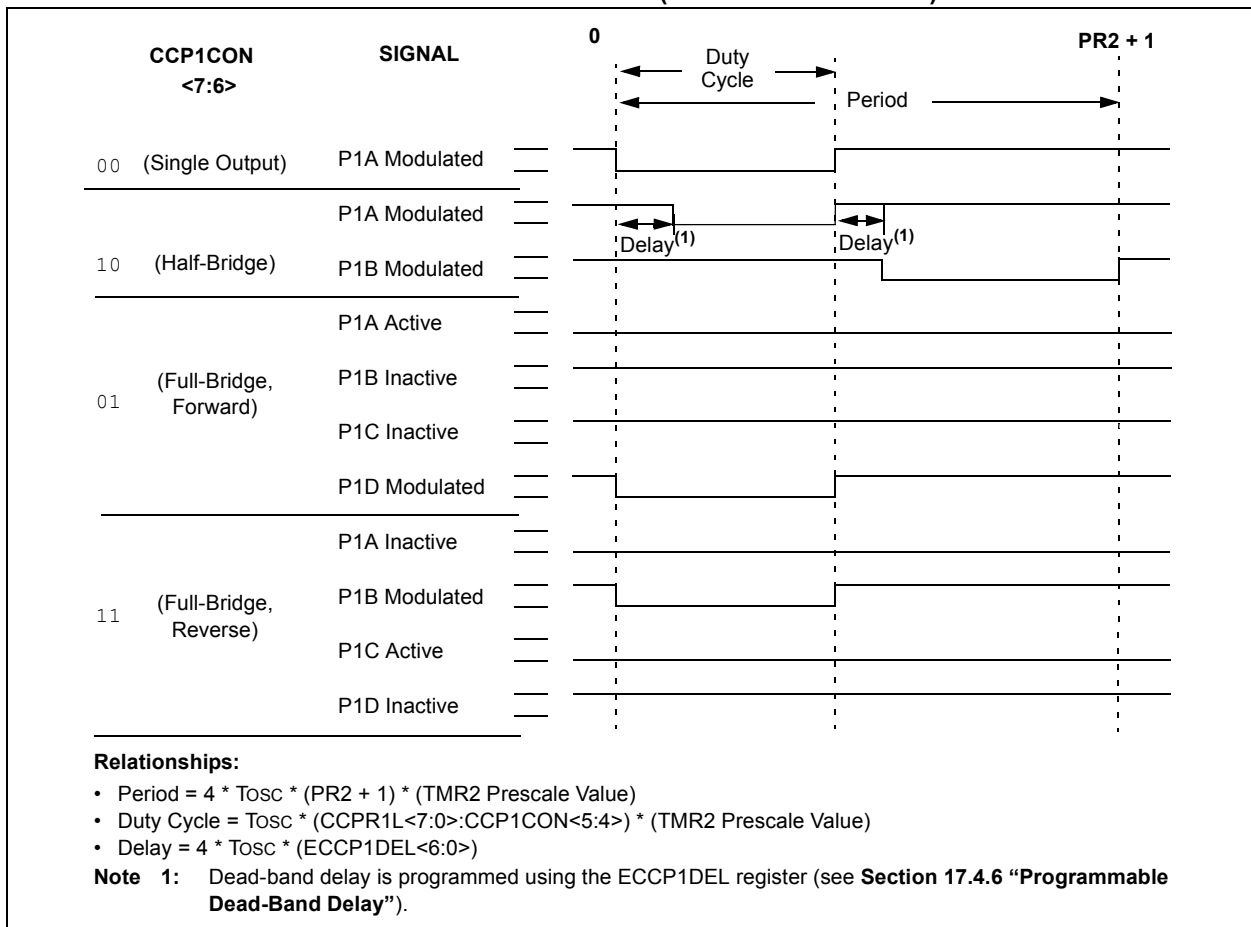 0
PR2 + 1
CCP1CON
<7:6>
SIGNAL
Duty
Cycle
Period
00 (Single Output) P1A Modulated
P1A Modulated
Delay(1) Delay(1)
10 (Half-Bridge) P1B Modulated
P1A Active
P1B Inactive
01 (Full-Bridge,
Forward)
P1C Inactive
P1D Modulated
P1A Inactive
P1B Modulated
11 (Full-Bridge,
Reverse)
P1C Active
P1D Inactive
Relationships:
• Period = 4 * TOSC * (PR2 + 1) * (TMR2 Prescale Value)
• Duty Cycle = TOSC * (CCPR1L<7:0>:CCP1CON<5:4>) * (TMR2 Prescale Value)
• Delay = 4 * TOSC * (ECCP1DEL<6:0>)
Note 1: Dead-band delay is programmed using the ECCP1DEL register (see Section 17.4.6 “Programmable
Dead-Band Delay”).